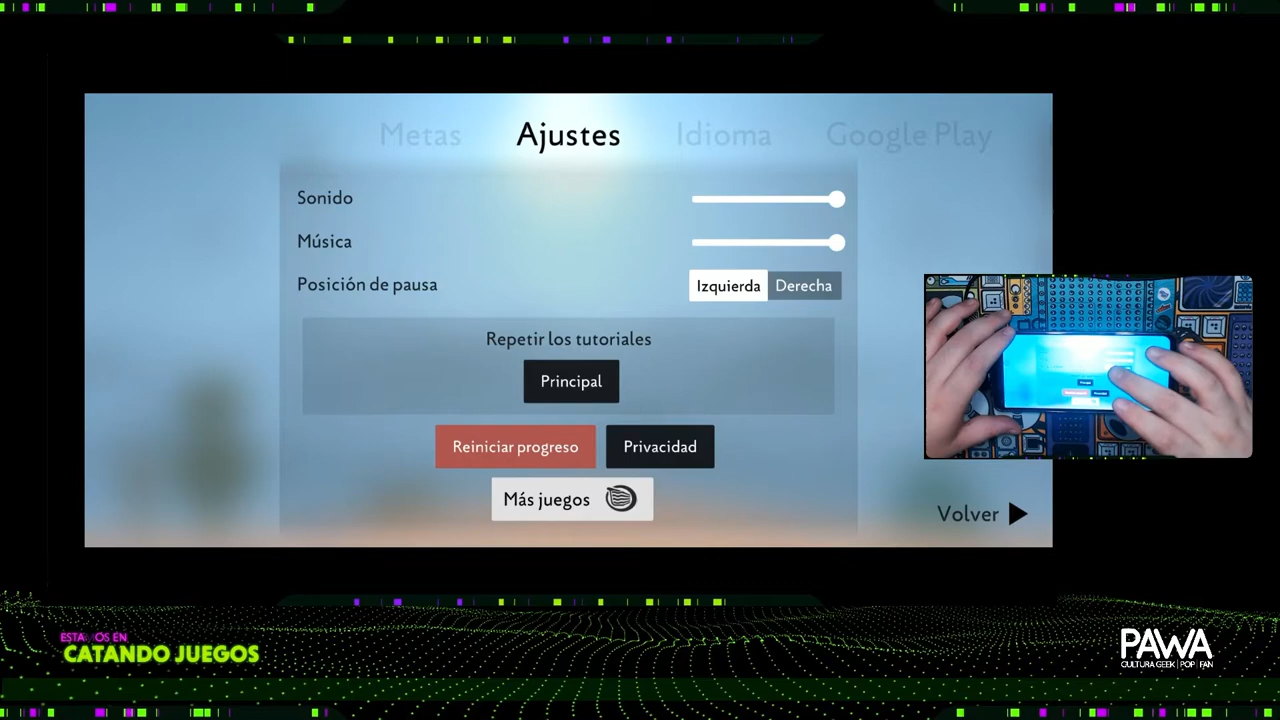 Metas Ajustes Idioma Google Play
Sonido
Música
Posición de pausa Izquierda Derecha
Repetir los tutoriales
Principal
Reiniciar progreso Privacidad
Más juegos
Volver
ESTAMOS EN
CATANDO JUEGOS
PAWA
CULTURA GEEK | POP | FAN